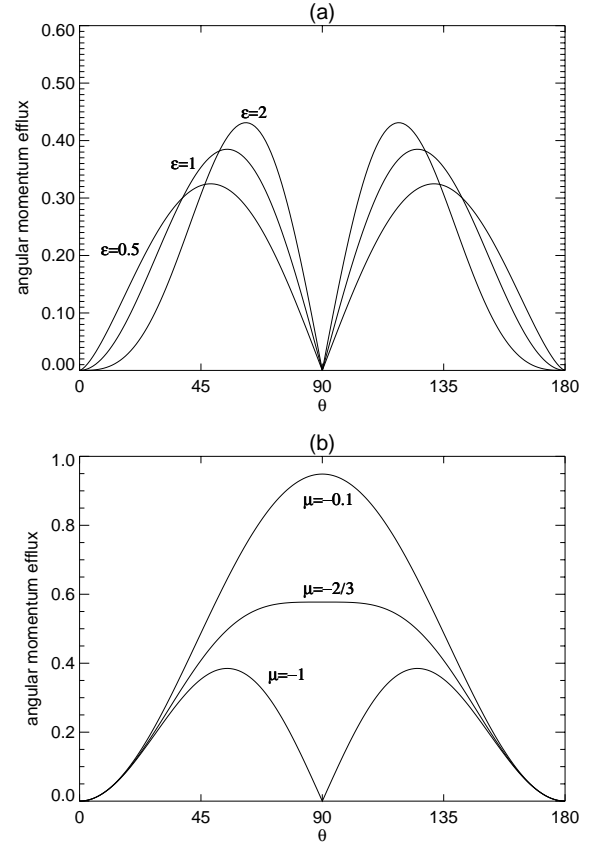 (a)
0.60
0.50
0.40
0.30
0.20
0.10
0.00
angular momentum efflux
ε=2
ε=1
ε=0.5
0 45 90 135 180
θ
(b)
1.0
0.8
0.6
0.4
0.2
0.0
angular momentum efflux
μ=−0.1
μ=−2/3
μ=−1
0 45 90 135 180
θ